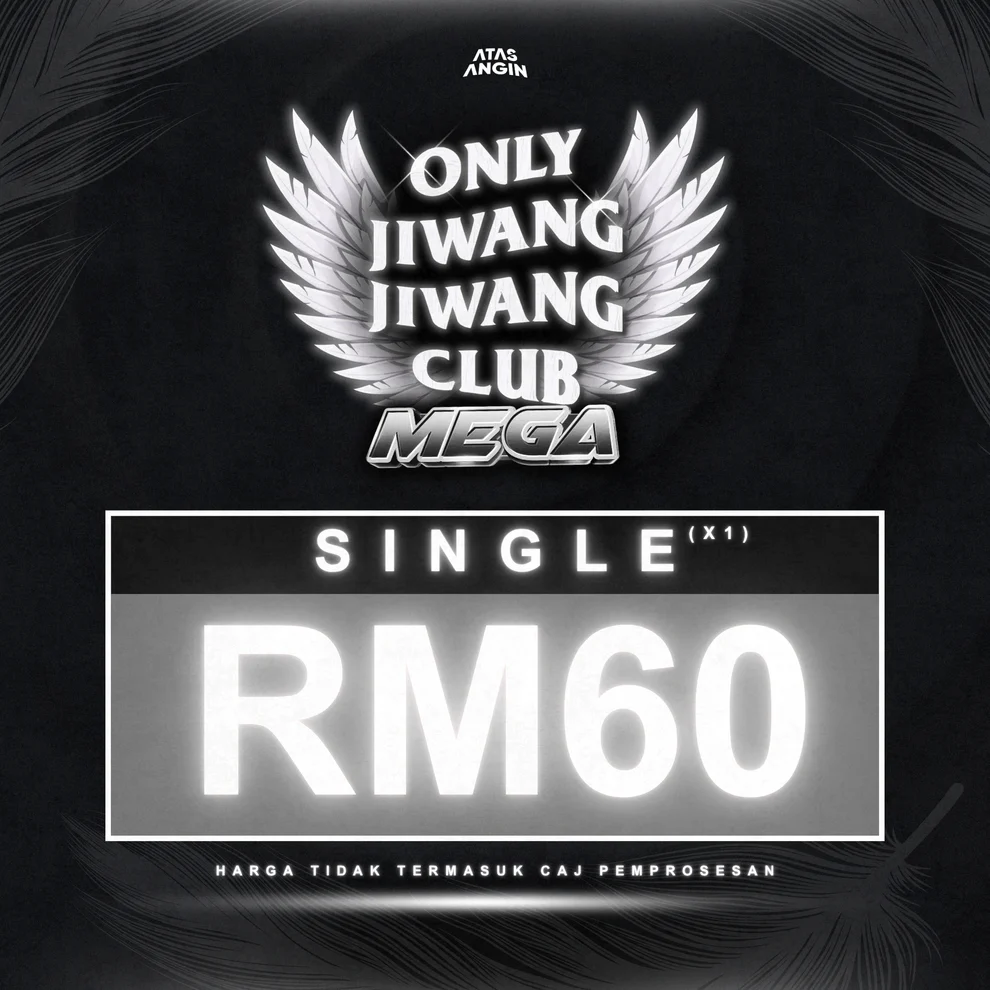 ATAS
ANGIN
ONLY
JIWANG
JIWANG
CLUB
MEGA
SINGLE(X1)
RM60
HARGA TIDAK TERMASUK CAJ PEMPROSESAN